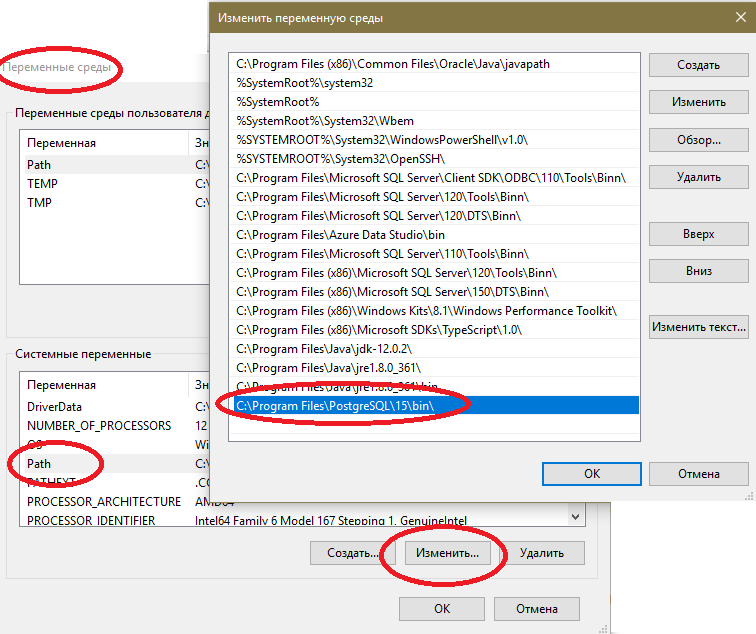 Изменить переменную среды
C:\Program Files (x86)\Common Files\Oracle\Java\javapath
%SystemRoot%\system32
%SystemRoot%
%SystemRoot%\System32\Wbem
%SYSTEMROOT%\System32\WindowsPowerShell\v1.0\
%SYSTEMROOT%\System32\OpenSSH\
C:\Program Files\Microsoft SQL Server\Client SDK\ODBC\110\Tools\Binn\
C:\Program Files\Microsoft SQL Server\120\Tools\Binn\
C:\Program Files\Microsoft SQL Server\120\DTS\Binn\
C:\Program Files\Azure Data Studio\bin
C:\Program Files\Microsoft SQL Server\110\Tools\Binn\
C:\Program Files (x86)\Microsoft SQL Server\120\Tools\Binn\
C:\Program Files (x86)\Microsoft SQL Server\150\DTS\Binn\
C:\Program Files (x86)\Windows Kits\8.1\Windows Performance Toolkit\
C:\Program Files (x86)\Microsoft SDKs\TypeScript\1.0\
C:\Program Files\Java\jdk-12.0.2\
C:\Program Files\Java\jre1.8.0_361\
C:\Program Files\Java\jre1.8.0_361\bin
C:\Program Files\PostgreSQL\15\bin\
Создать
Изменить
Обзор...
Удалить
Вверх
Вниз
Изменить текст...
OK
Отмена
Переменные среды
Переменные среды пользователя д
Переменная Зн
Path C:\
TEMP C:\
TMP C:\
Системные переменные
Переменная Зн
DriverData C:\
NUMBER_OF_PROCESSORS 12
OS Wi
Path C:\
PATHEXT .CO
PROCESSOR_ARCHITECTURE AMD64
PROCESSOR_IDENTIFIER Intel64 Family 6 Model 167 Stepping 1, GenuineIntel
Создать...
Изменить...
Удалить
OK
Отмена